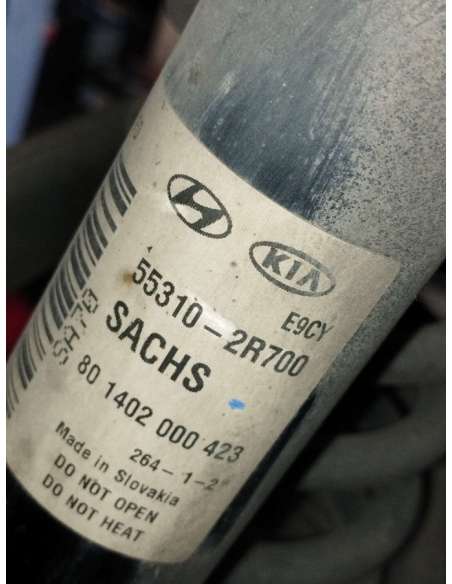 KIA
E9CY
55310-2R700
SACHS
80 1402 000 423
264-1-2
Made in Slovakia
DO NOT OPEN
DO NOT HEAT